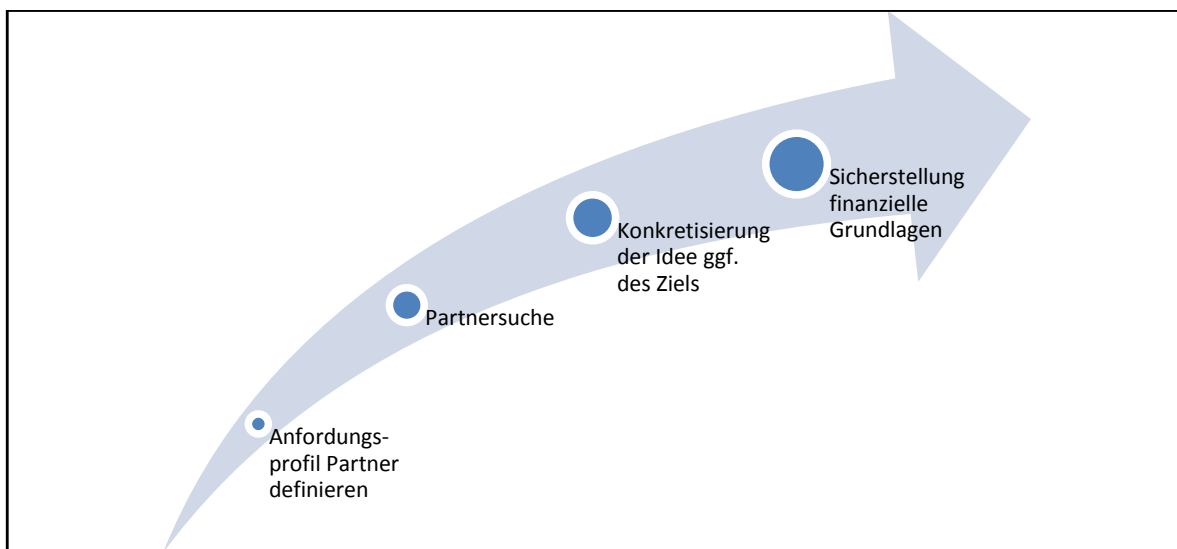 Anfordungs-
profil Partner
definieren
Partnersuche
Konkretisierung
der Idee ggf.
des Ziels
Sicherstellung
finanzielle
Grundlagen